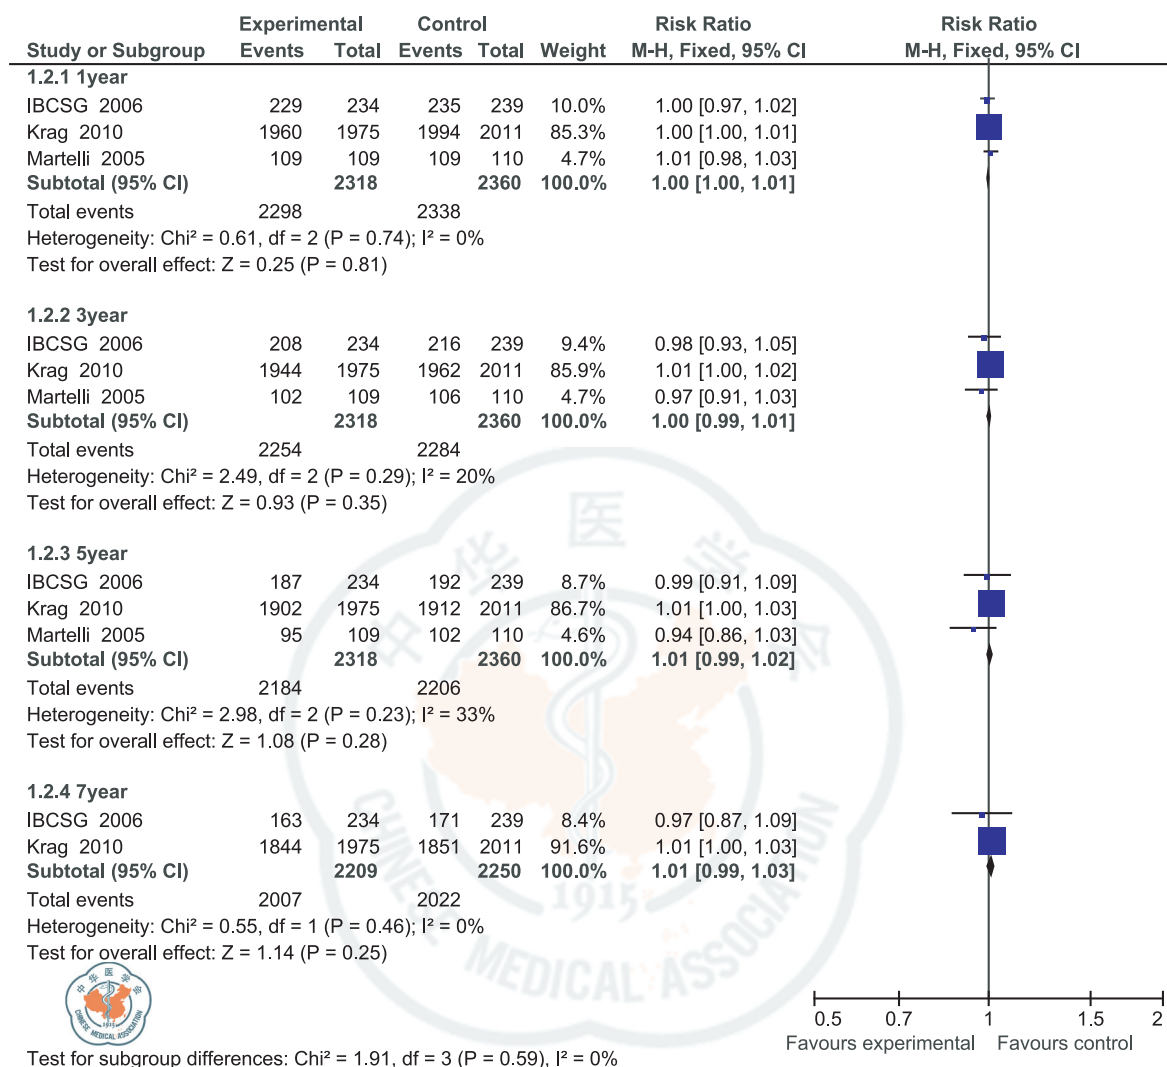 Experimental Control Risk Ratio Risk Ratio
Study or Subgroup Events Total Events Total Weight M-H, Fixed, 95% CI M-H, Fixed, 95% CI
1.2.1 1year
IBCSG 2006 229 234 235 239 10.0% 1.00 [0.97, 1.02]
Krag 2010 1960 1975 1994 2011 85.3% 1.00 [1.00, 1.01]
Martelli 2005 109 109 109 110 4.7% 1.01 [0.98, 1.03]
Subtotal (95% CI) 2318 2360 100.0% 1.00 [1.00, 1.01]
Total events 2298 2338
Heterogeneity: Chi² = 0.61, df = 2 (P = 0.74); I² = 0%
Test for overall effect: Z = 0.25 (P = 0.81)
1.2.2 3year
IBCSG 2006 208 234 216 239 9.4% 0.98 [0.93, 1.05]
Krag 2010 1944 1975 1962 2011 85.9% 1.01 [1.00, 1.02]
Martelli 2005 102 109 106 110 4.7% 0.97 [0.91, 1.03]
Subtotal (95% CI) 2318 2360 100.0% 1.00 [0.99, 1.01]
Total events 2254 2284
Heterogeneity: Chi² = 2.49, df = 2 (P = 0.29); I² = 20%
Test for overall effect: Z = 0.93 (P = 0.35)
1.2.3 5year
IBCSG 2006 187 234 192 239 8.7% 0.99 [0.91, 1.09]
Krag 2010 1902 1975 1912 2011 86.7% 1.01 [1.00, 1.03]
Martelli 2005 95 109 102 110 4.6% 0.94 [0.86, 1.03]
Subtotal (95% CI) 2318 2360 100.0% 1.01 [0.99, 1.02]
Total events 2184 2206
Heterogeneity: Chi² = 2.98, df = 2 (P = 0.23); I² = 33%
Test for overall effect: Z = 1.08 (P = 0.28)
1.2.4 7year
IBCSG 2006 163 234 171 239 8.4% 0.97 [0.87, 1.09]
Krag 2010 1844 1975 1851 2011 91.6% 1.01 [1.00, 1.03]
Subtotal (95% CI) 2209 2250 100.0% 1.01 [0.99, 1.03]
Total events 2007 2022
Heterogeneity: Chi² = 0.55, df = 1 (P = 0.46); I² = 0%
Test for overall effect: Z = 1.14 (P = 0.25)
0.5 0.7 1 1.5 2
Favours experimental Favours control
Test for subgroup differences: Chi² = 1.91, df = 3 (P = 0.59), I² = 0%
中华医学会
1915
CHINESE MEDICAL ASSOCIATION
中华医学会
1915
CHINESE MEDICAL ASSOCIATION